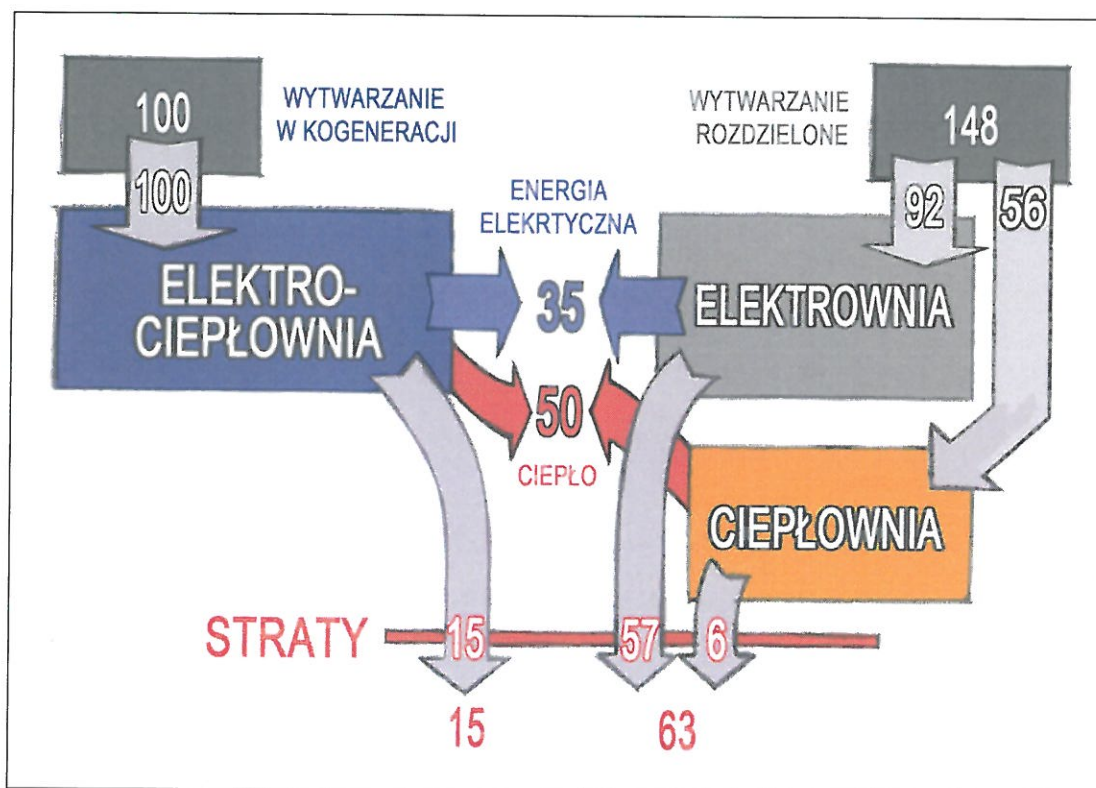 100
WYTWARZANIE
W KOGENERACJI
WYTWARZANIE
ROZDZIELONE
148
100
ENERGIA
ELEKRTYCZNA
92
56
ELEKTRO-
CIEPŁOWNIA
35
ELEKTROWNIA
50
CIEPŁO
CIEPŁOWNIA
STRATY
15
57
6
15
63